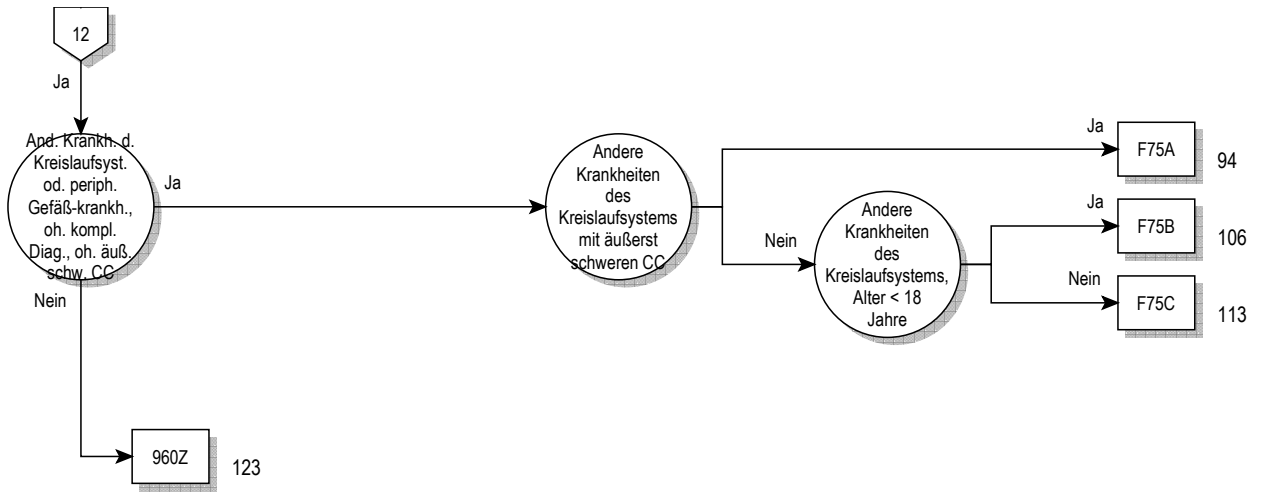 12
Ja
And. Krankh. d.
Kreislaufsyst.
od. periph.
Gefäß-krankh.,
oh. kompl.
Diag., oh. äuß.
schw. CC
Ja
Nein
960Z
123
Andere
Krankheiten
des
Kreislaufsystems
mit äußerst
schweren CC
Ja
F75A
94
Nein
Andere
Krankheiten
des
Kreislaufsystems,
Alter < 18
Jahre
Ja
F75B
106
Nein
F75C
113